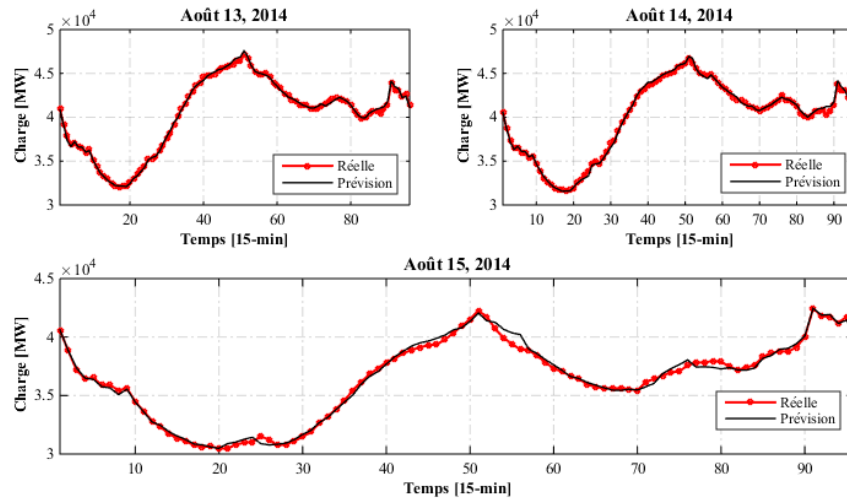 Août 13, 2014
× 10⁴
Charge [MW]
5
4.5
4
3.5
3
20 40 60 80
Temps [15-min]
Réelle
Prévision
Août 14, 2014
× 10⁴
Charge [MW]
5
4.5
4
3.5
3
10 20 30 40 50 60 70 80 90
Temps [15-min]
Réelle
Prévision
Août 15, 2014
× 10⁴
Charge [MW]
4.5
4
3.5
3
10 20 30 40 50 60 70 80 90
Temps [15-min]
Réelle
Prévision